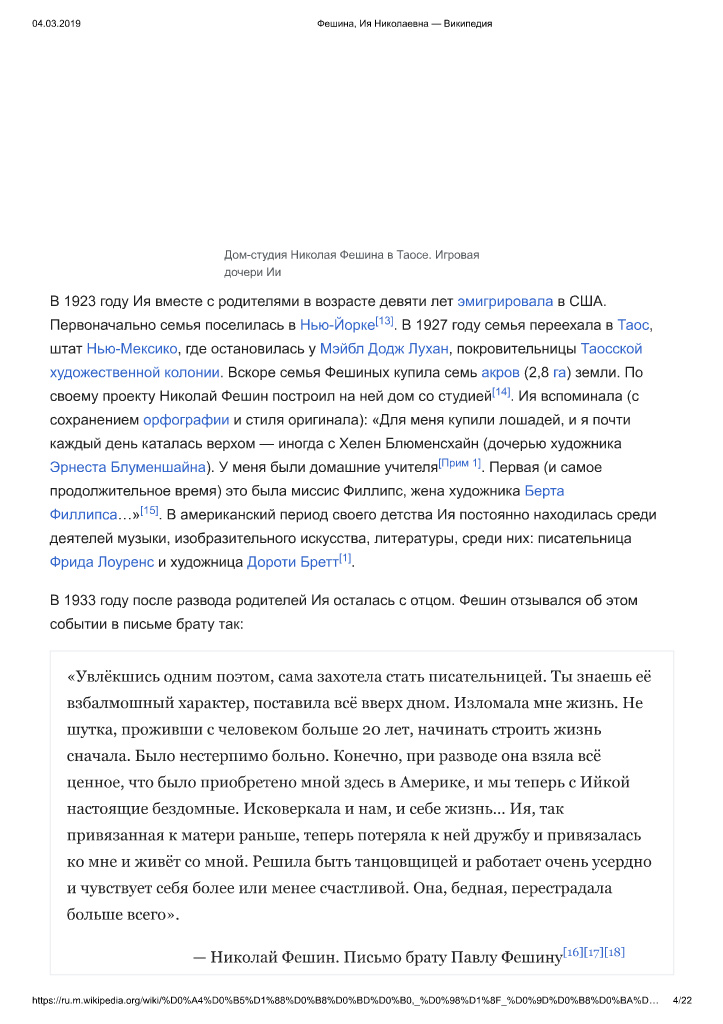 04.03.2019
Фешина, Ия Николаевна — Википедия
Дом-студия Николая Фешина в Таосе. Игровая
дочери Ии
В 1923 году Ия вместе с родителями в возрасте девяти лет эмигрировала в США.
Первоначально семья поселилась в Нью-Йорке[13]. В 1927 году семья переехала в Таос,
штат Нью-Мексико, где остановилась у Мэйбл Додж Лухан, покровительницы Таосской
художественной колонии. Вскоре семья Фешиных купила семь акров (2,8 га) земли. По
своему проекту Николай Фешин построил на ней дом со студией[14]. Ия вспоминала (с
сохранением орфографии и стиля оригинала): «Для меня купили лошадей, и я почти
каждый день каталась верхом — иногда с Хелен Блюменсхайн (дочерью художника
Эрнеста Блуменшайна). У меня были домашние учителя[Прим 1]. Первая (и самое
продолжительное время) это была миссис Филлипс, жена художника Берта
Филлипса…»[15]. В американский период своего детства Ия постоянно находилась среди
деятелей музыки, изобразительного искусства, литературы, среди них: писательница
Фрида Лоуренс и художница Дороти Бретт[1].
В 1933 году после развода родителей Ия осталась с отцом. Фешин отзывался об этом
событии в письме брату так:
«Увлёкшись одним поэтом, сама захотела стать писательницей. Ты знаешь её
взбалмошный характер, поставила всё вверх дном. Изломала мне жизнь. Не
шутка, проживши с человеком больше 20 лет, начинать строить жизнь
сначала. Было нестерпимо больно. Конечно, при разводе она взяла всё
ценное, что было приобретено мной здесь в Америке, и мы теперь с Ийкой
настоящие бездомные. Исковеркала и нам, и себе жизнь… Ия, так
привязанная к матери раньше, теперь потеряла к ней дружбу и привязалась
ко мне и живёт со мной. Решила быть танцовщицей и работает очень усердно
и чувствует себя более или менее счастливой. Она, бедная, перестрадала
больше всего».
— Николай Фешин. Письмо брату Павлу Фешину[16][17][18]
https://ru.m.wikipedia.org/wiki/%D0%A4%D0%B5%D1%88%D0%B8%D0%BD%D0%B0,_%D0%98%D1%8F_%D0%9D%D0%B8%D0%BA%D…
4/22